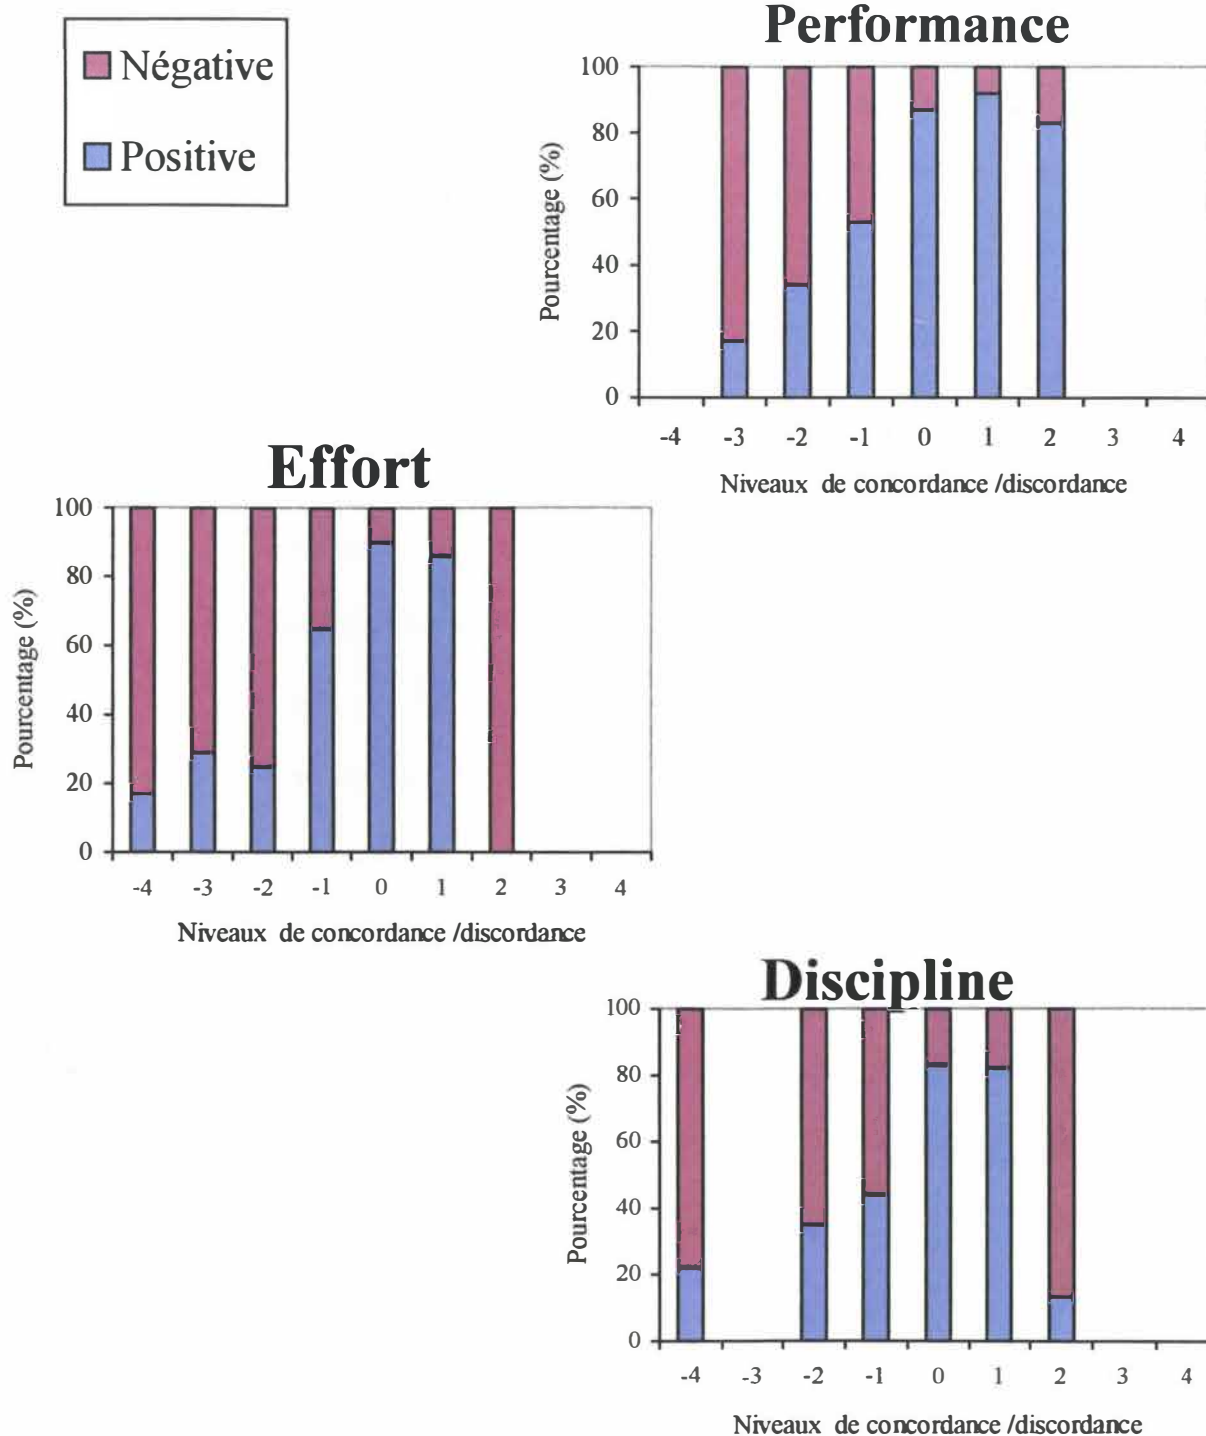 Négative
Positive
Performance
Pourcentage (%)
100
80
60
40
20
0
-4 -3 -2 -1 0 1 2 3 4
Niveaux de concordance /discordance
Effort
Pourcentage (%)
100
80
60
40
20
0
-4 -3 -2 -1 0 1 2 3 4
Niveaux de concordance /discordance
Discipline
Pourcentage (%)
100
80
60
40
20
0
-4 -3 -2 -1 0 1 2 3 4
Niveaux de concordance /discordance